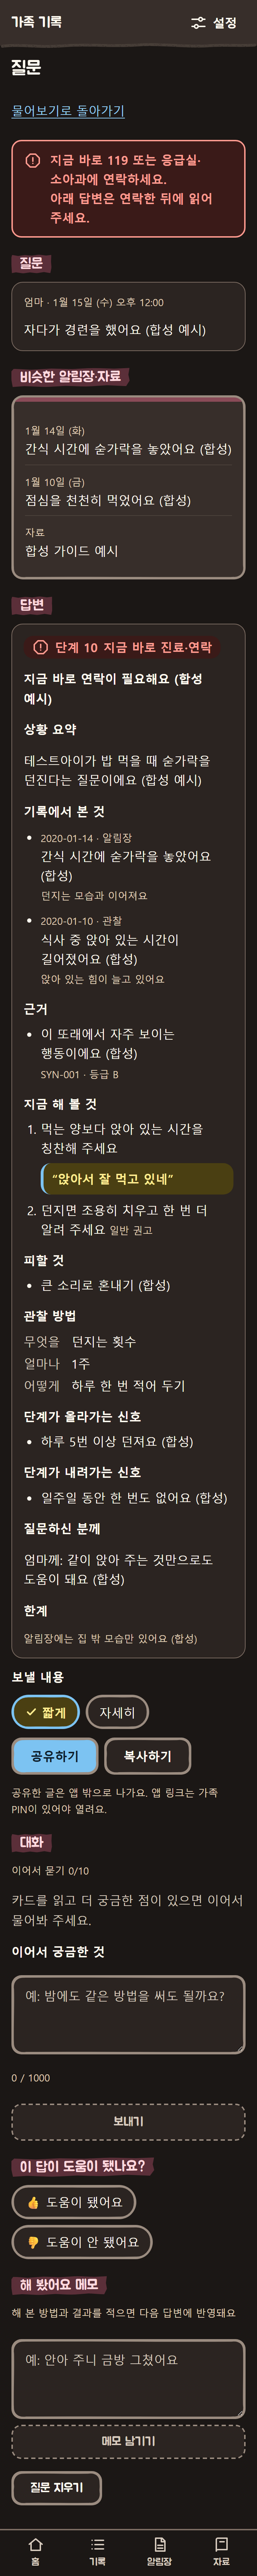 가족 기록
설정
질문
물어보기로 돌아가기
지금 바로 119 또는 응급실·
소아과에 연락하세요.
아래 답변은 연락한 뒤에 읽어
주세요.
질문
엄마 · 1월 15일 (수) 오후 12:00
자다가 경련을 했어요 (합성 예시)
비슷한 알림장·자료
1월 14일 (화)
간식 시간에 숟가락을 놓았어요 (합성)
1월 10일 (금)
점심을 천천히 먹었어요 (합성)
자료
합성 가이드 예시
답변
단계 10 지금 바로 진료·연락
지금 바로 연락이 필요해요 (합성
예시)
상황 요약
테스트아이가 밥 먹을 때 숟가락을
던진다는 질문이에요 (합성 예시)
기록에서 본 것
2020-01-14 · 알림장
간식 시간에 숟가락을 놓았어요
(합성)
던지는 모습과 이어져요
2020-01-10 · 관찰
식사 중 앉아 있는 시간이
길어졌어요 (합성)
앉아 있는 힘이 늘고 있어요
근거
이 또래에서 자주 보이는
행동이에요 (합성)
SYN-001 · 등급 B
지금 해 볼 것
1. 먹는 양보다 앉아 있는 시간을
칭찬해 주세요
“앉아서 잘 먹고 있네”
2. 던지면 조용히 치우고 한 번 더
알려 주세요 일반 권고
피할 것
큰 소리로 혼내기 (합성)
관찰 방법
무엇을 던지는 횟수
얼마나 1주
어떻게 하루 한 번 적어 두기
단계가 올라가는 신호
하루 5번 이상 던져요 (합성)
단계가 내려가는 신호
일주일 동안 한 번도 없어요 (합성)
질문하신 분께
엄마께: 같이 앉아 주는 것만으로도
도움이 돼요 (합성)
한계
알림장에는 집 밖 모습만 있어요 (합성)
보낼 내용
짧게
자세히
공유하기
복사하기
공유한 글은 앱 밖으로 나가요. 앱 링크는 가족
PIN이 있어야 열려요.
대화
이어서 묻기 0/10
카드를 읽고 더 궁금한 점이 있으면 이어서
물어봐 주세요.
이어서 궁금한 것
예: 밤에도 같은 방법을 써도 될까요?
0 / 1000
보내기
이 답이 도움이 됐나요?
👍 도움이 됐어요
👎 도움이 안 됐어요
해 봤어요 메모
해 본 방법과 결과를 적으면 다음 답변에 반영돼요
예: 안아 주니 금방 그쳤어요
메모 남기기
질문 지우기
홈
기록
알림장
자료